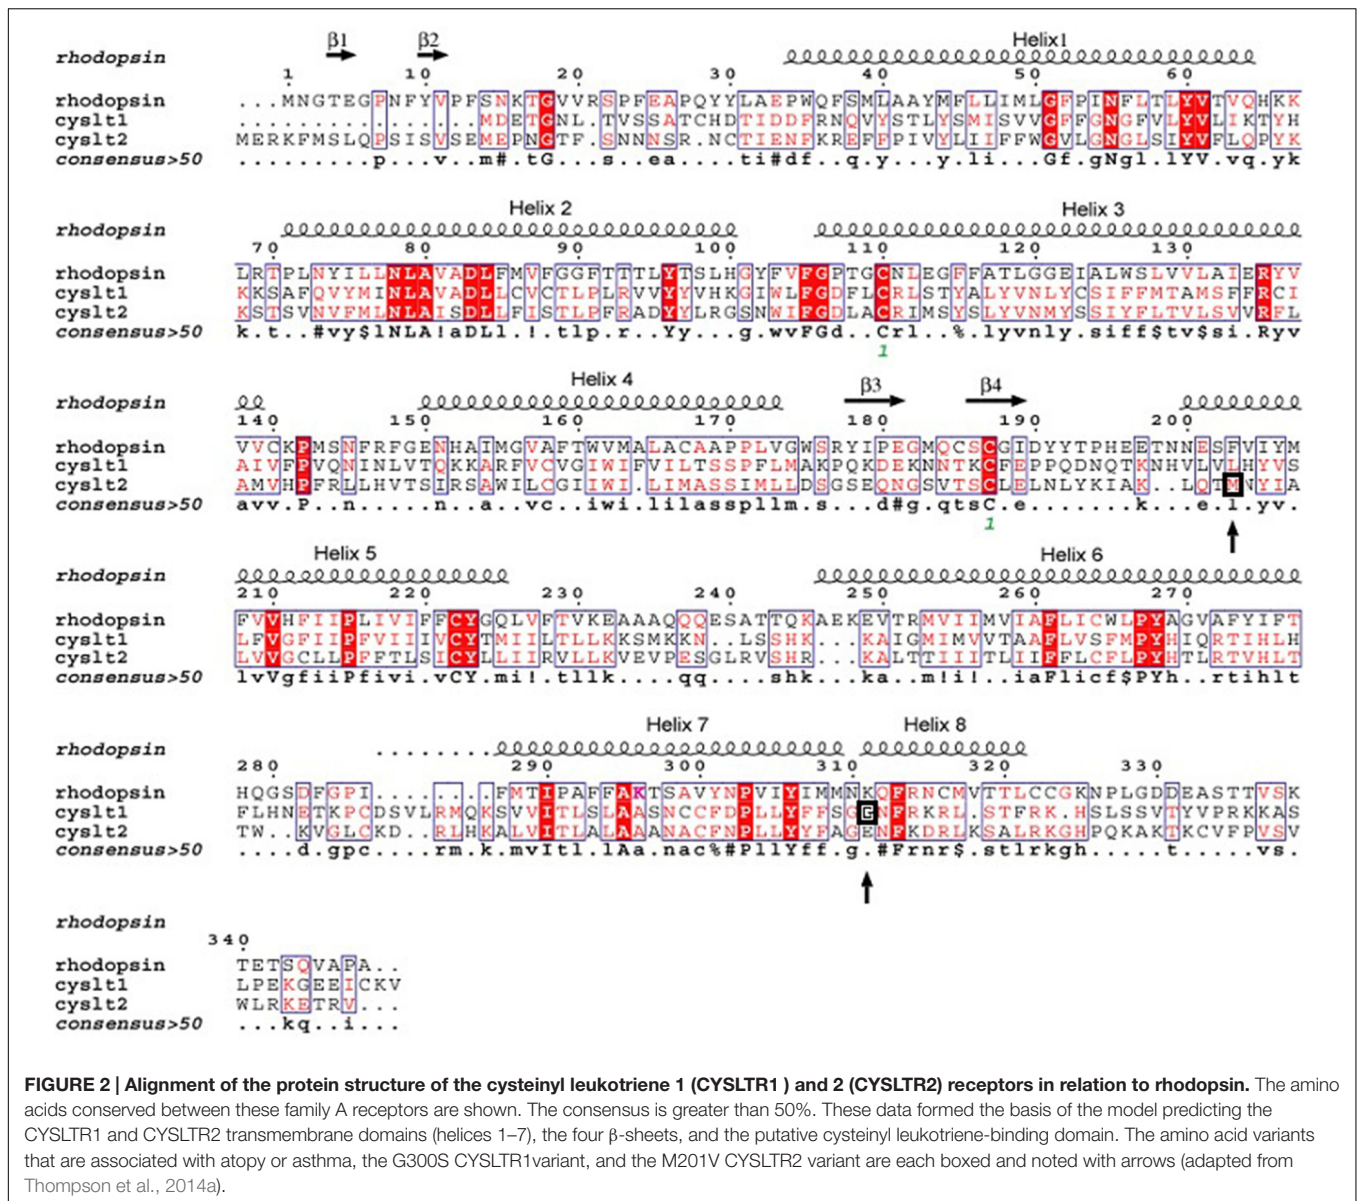 β1 β2 Helix1
rhodopsin
1 10 20 30 40 50 60
rhodopsin ...MNGTEGPNFYVPFSNKTGVVRSPFEAPQYYLAEPWQFSMLAAYMFLLIMLGFPINFLTLYVTVQHKK
cyslt1 ................MDETGNL.TVSSATCHDTIDDFRNQVYSTLYSMISVVGFFGNGFVLYVLIKTYH
cyslt2 MERKFMSLQPSISVSEMEPNGTF.SNNNSR.NCTIENFKREFFPIVYLIIFFWGVLGNGLSIYVFLQPYK
consensus>50 .........p...v..m#.tG...s..ea...ti#df..q.y...y.li...Gf.gNgl.lYV.vq.yk
Helix 2 Helix 3
rhodopsin
70 80 90 100 110 120 130
rhodopsin LRTPLNYILLNLAVADLFMVFGGFTTTLYTSLHGYFVFGPTGCNLEGFFATLGGEIALWSLVVLAIERYV
cyslt1 KKSAFQVYMINLAVADLLCVCTLPLRVVYYVHKGIWLFGDFLCRLSTYALYVNLYCSIFFMTAMSFFRCI
cyslt2 KSTSVNVFMLNLAISDLLFISTLPFRADYYLRGSNWIFGDLACRIMSYSLYVNMYSSIYFLTVLSVVRFL
consensus>50 k.t..#vy$lNLA!aDLl.!.tlp.r..Yy...g.wvFGd..Crl..%.lyvnly.siff$tv$si.Ryv
1
Helix 4 β3 β4
rhodopsin
140 150 160 170 180 190 200
rhodopsin VVCKPMSNFRFGENHAIMGVAFTWVMALACAAPPLVGWSRYIPEGMQCSCGIDYYTPHEETNNESFVIYM
cyslt1 AIVFPVQNINLVTQKKARFVCVGIWIFVILTSSPFLMAKPQKDEKNNTKCFEPPQDNQTKNHVLVLHYVS
cyslt2 AMVHPFRLLHVTSIRSAWILCGIIWI.LIMASSIMLLDSGSEQNGSVTSCLELNLYKIAK..LQTMNYIA
consensus>50 avv.P..n.....n..a..vc..iwi.lilasspllm.s...d#g.qtsC.e.......k...e.l.yv.
1
Helix 5 Helix 6
rhodopsin
210 220 230 240 250 260 270
rhodopsin FVVHFIIPLIVIFFCYGQLVFTVKEAAAQQQESATTQKAEKEVTRMVIIMVIAFLICWLPYAGVAFYIFT
cyslt1 LFVGFIIPFVIIIVCYTMIILTLLKKSMKKN..LSSHK...KAIGMIMVVTAAFLVSFMPYHIQRTIHLH
cyslt2 LVVGCLLPFFTLSICYLLIIRVLLKVEVPESGLRVSHR...KALTTIIITLIIFFLCFLPYHTLRTVHLT
consensus>50 lvVgfiiPfivi.vCY.mi!.tllk....qq....shk...ka..m!i!..iaFlicf$PYh..rtihlt
Helix 7 Helix 8
rhodopsin ........
280 290 300 310 320 330
rhodopsin HQGSDFGPI........FMTIPAFFAKTSAVYNPVIYIMMNKQFRNCMVTTLCCGKNPLGDDEASTTVSK
cyslt1 FLHNETKPCDSVLRMQKSVVITLSLAASNCCFDPLLYFFSGGNFRKRL.STFRK.HSLSSVTYVPRKKAS
cyslt2 TW..KVGLCKD..RLHKALVITLALAAANACFNPLLYYFAGENFKDRLKSALRKGHPQKAKTKCVFPVSV
consensus>50 ....d.gpc....rm.k.mvItl.lAa.nac%#PllYff.g.#Frnr$.stlrkgh.....t.....vs.
rhodopsin
340
rhodopsin TETSQVAPA..
cyslt1 LPEKGEEICKV
cyslt2 WLRKETRV...
consensus>50 ...kq..i...
FIGURE 2 | Alignment of the protein structure of the cysteinyl leukotriene 1 (CYSLTR1 ) and 2 (CYSLTR2) receptors in relation to rhodopsin. The amino
acids conserved between these family A receptors are shown. The consensus is greater than 50%. These data formed the basis of the model predicting the
CYSLTR1 and CYSLTR2 transmembrane domains (helices 1–7), the four β-sheets, and the putative cysteinyl leukotriene-binding domain. The amino acid variants
that are associated with atopy or asthma, the G300S CYSLTR1variant, and the M201V CYSLTR2 variant are each boxed and noted with arrows (adapted from
Thompson et al., 2014a).